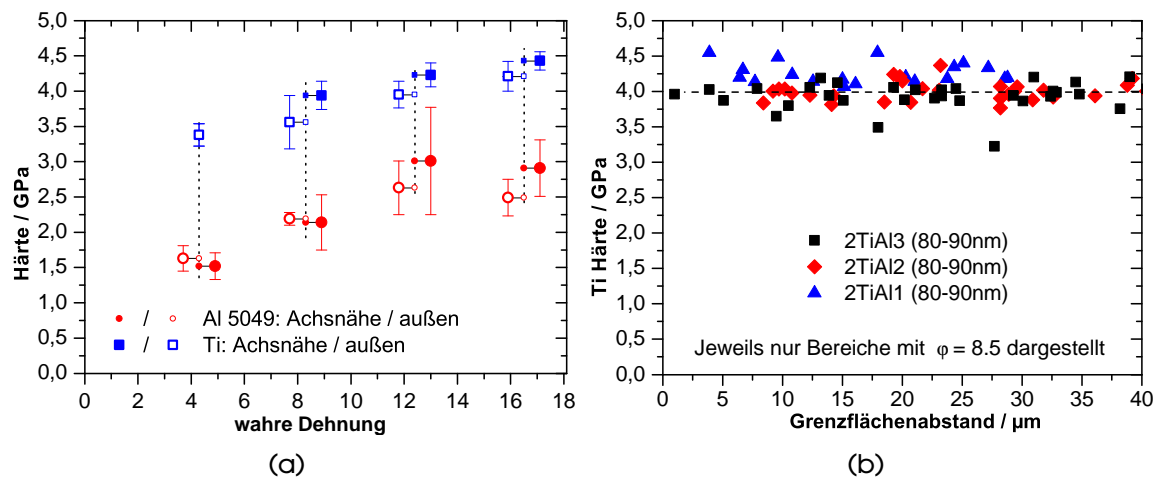 5,0
4,5
4,0
3,5
3,0
2,5
2,0
1,5
1,0
0,5
0,0
Härte / GPa
/ Al 5049: Achsnähe / außen
/ Ti: Achsnähe / außen
0 2 4 6 8 10 12 14 16 18
wahre Dehnung
(a)
5,0
4,5
4,0
3,5
3,0
2,5
2,0
1,5
1,0
0,5
0,0
Ti Härte / GPa
2TiAl3 (80-90nm)
2TiAl2 (80-90nm)
2TiAl1 (80-90nm)
Jeweils nur Bereiche mit φ = 8.5 dargestellt
0 5 10 15 20 25 30 35 40
Grenzflächenabstand / µm
(b)